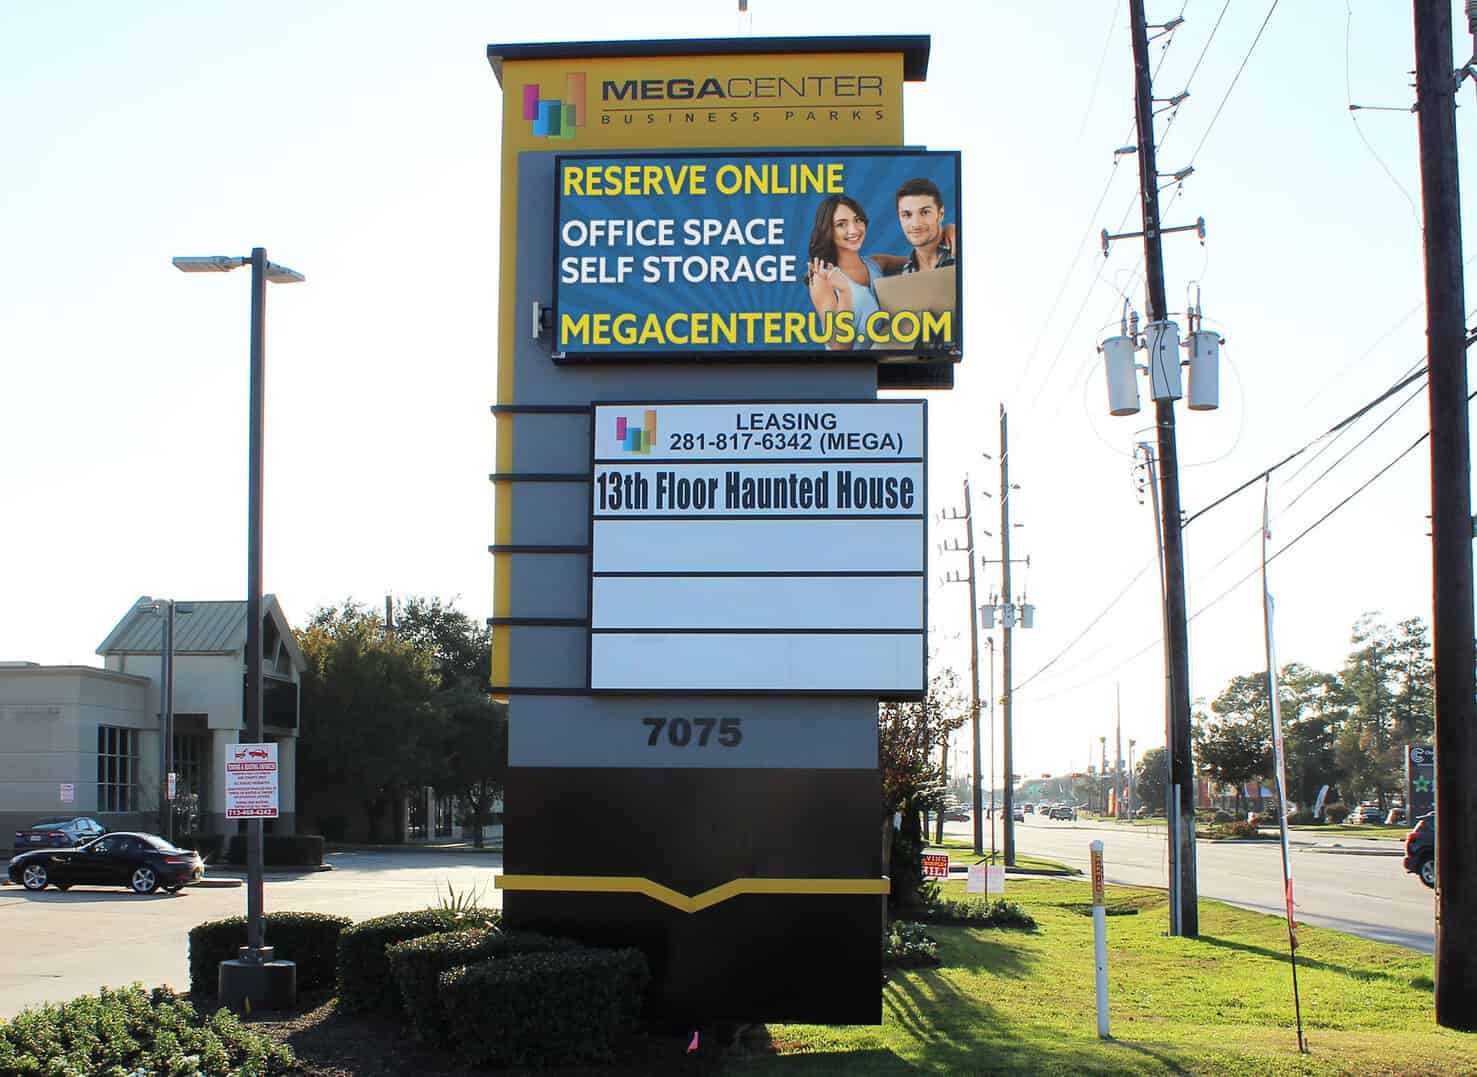 MEGACENTER
BUSINESS PARKS
RESERVE ONLINE
OFFICE SPACE
SELF STORAGE
MEGACENTERUS.COM
LEASING
281-817-6342 (MEGA)
13th Floor Haunted House
7075